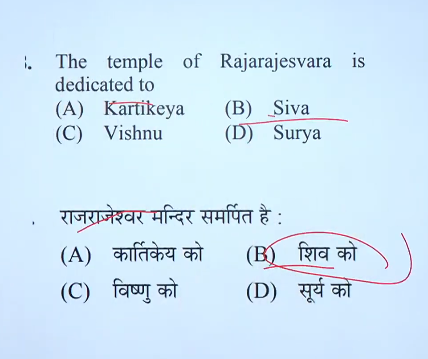 The temple of Rajarajesvara is
dedicated to
(A) Kartikeya (B) Siva
(C) Vishnu (D) Surya
राजराजेश्वर मन्दिर समर्पित है :
(A) कार्तिकेय को (B) शिव को
(C) विष्णु को (D) सूर्य को